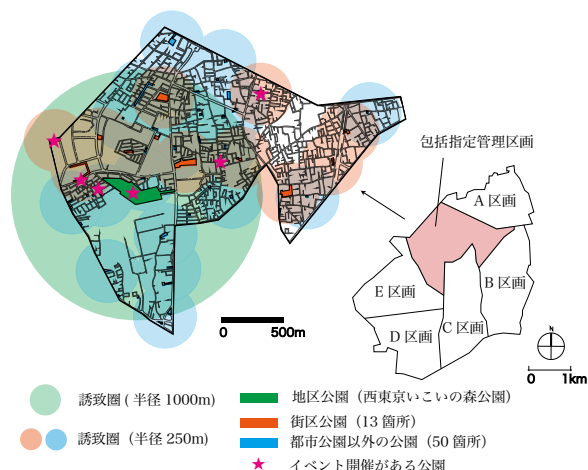 包括指定管理区画
A 区画
B 区画
E 区画
C 区画
D 区画
N
0 500m
0 1km
誘致圏 ( 半径 1000m)
誘致圏（半径 250m）
地区公園（西東京いこいの森公園）
街区公園（13 箇所）
都市公園以外の公園（50 箇所）
イベント開催がある公園